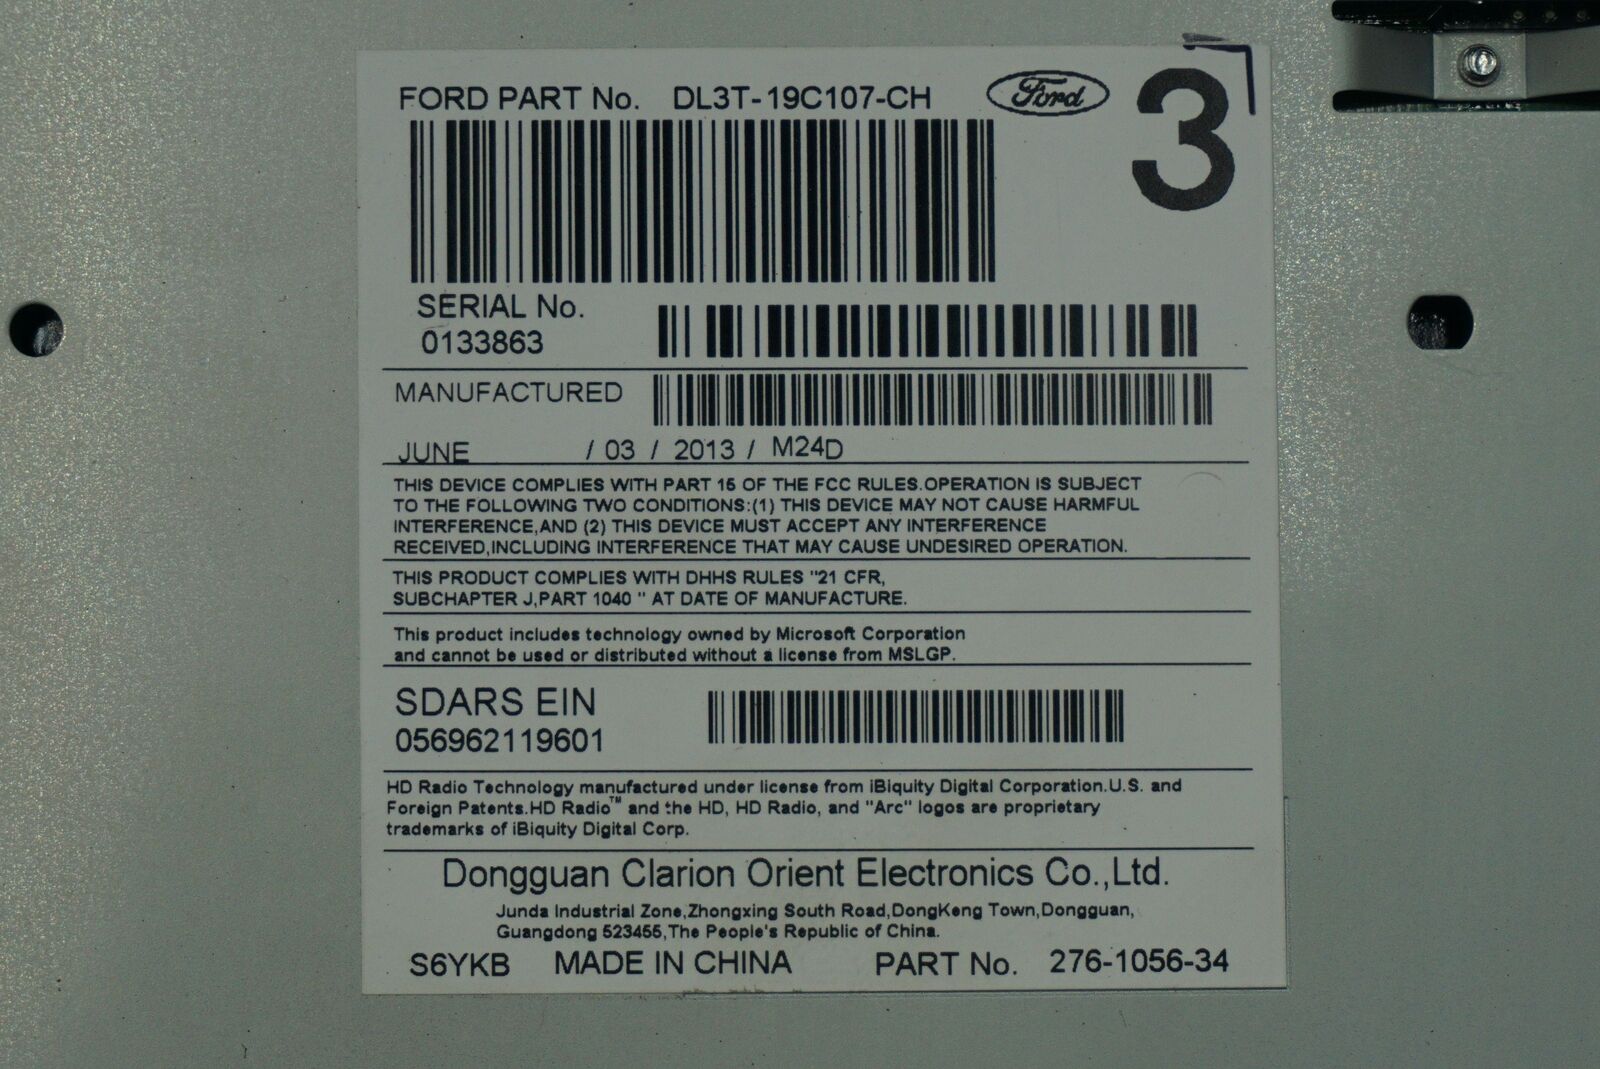 FORD PART No. DL3T-19C107-CH Ford 3
SERIAL No.
0133863
MANUFACTURED
JUNE / 03 / 2013 / M24D
THIS DEVICE COMPLIES WITH PART 15 OF THE FCC RULES.OPERATION IS SUBJECT
TO THE FOLLOWING TWO CONDITIONS:(1) THIS DEVICE MAY NOT CAUSE HARMFUL
INTERFERENCE,AND (2) THIS DEVICE MUST ACCEPT ANY INTERFERENCE
RECEIVED,INCLUDING INTERFERENCE THAT MAY CAUSE UNDESIRED OPERATION.
THIS PRODUCT COMPLIES WITH DHHS RULES "21 CFR,
SUBCHAPTER J,PART 1040 " AT DATE OF MANUFACTURE.
This product includes technology owned by Microsoft Corporation
and cannot be used or distributed without a license from MSLGP.
SDARS EIN
056962119601
HD Radio Technology manufactured under license from iBiquity Digital Corporation.U.S. and
Foreign Patents.HD Radio™ and the HD, HD Radio, and "Arc" logos are proprietary
trademarks of iBiquity Digital Corp.
Dongguan Clarion Orient Electronics Co.,Ltd.
Junda Industrial Zone,Zhongxing South Road,DongKeng Town,Dongguan,
Guangdong 523455,The People's Republic of China.
S6YKB MADE IN CHINA PART No. 276-1056-34